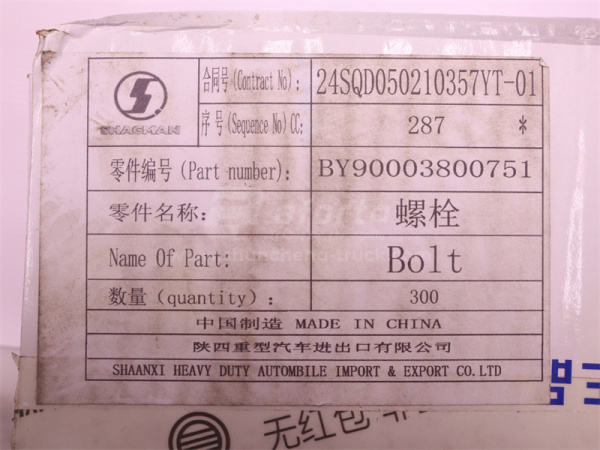 SHACMAN
合同号(Contract No): 24SQD050210357YT-01
序号(Sequence No)CC: 287 *
零件编号(Part number): BY90003800751
零件名称: 螺栓
Name Of Part: Bolt
数量(quantity): 300
中国制造 MADE IN CHINA
陕西重型汽车进出口有限公司
SHAANXI HEAVY DUTY AUTOMBILE IMPORT & EXPORT CO.LTD
无红包